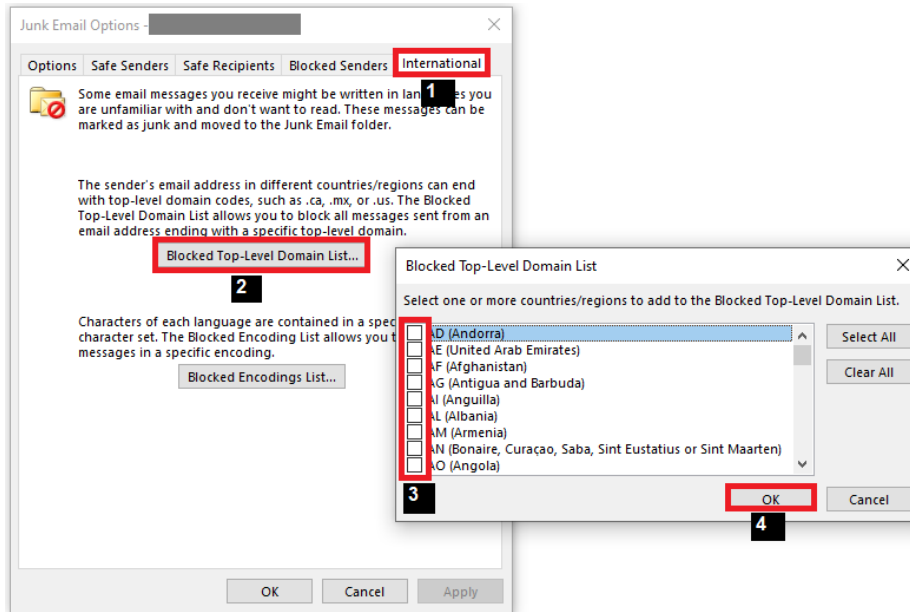 Junk Email Options -
Options Safe Senders Safe Recipients Blocked Senders International
1
Some email messages you receive might be written in es you
are unfamiliar with and don't want to read. These messages can be
marked as junk and moved to the Junk Email folder.
The sender's email address in different countries/regions can end
with top-level domain codes, such as .ca, .mx, or .us. The Blocked
Top-Level Domain List allows you to block all messages sent from an
email address ending with a specific top-level domain.
Blocked Top-Level Domain List...
2
Characters of each language are contained in a spec
character set. The Blocked Encoding List allows you t
messages in a specific encoding.
Blocked Encodings List...
OK Cancel Apply
Blocked Top-Level Domain List
Select one or more countries/regions to add to the Blocked Top-Level Domain List.
AD (Andorra)
AE (United Arab Emirates)
AF (Afghanistan)
AG (Antigua and Barbuda)
AI (Anguilla)
AL (Albania)
AM (Armenia)
AN (Bonaire, Curaçao, Saba, Sint Eustatius or Sint Maarten)
AO (Angola)
Select All
Clear All
3
OK Cancel
4